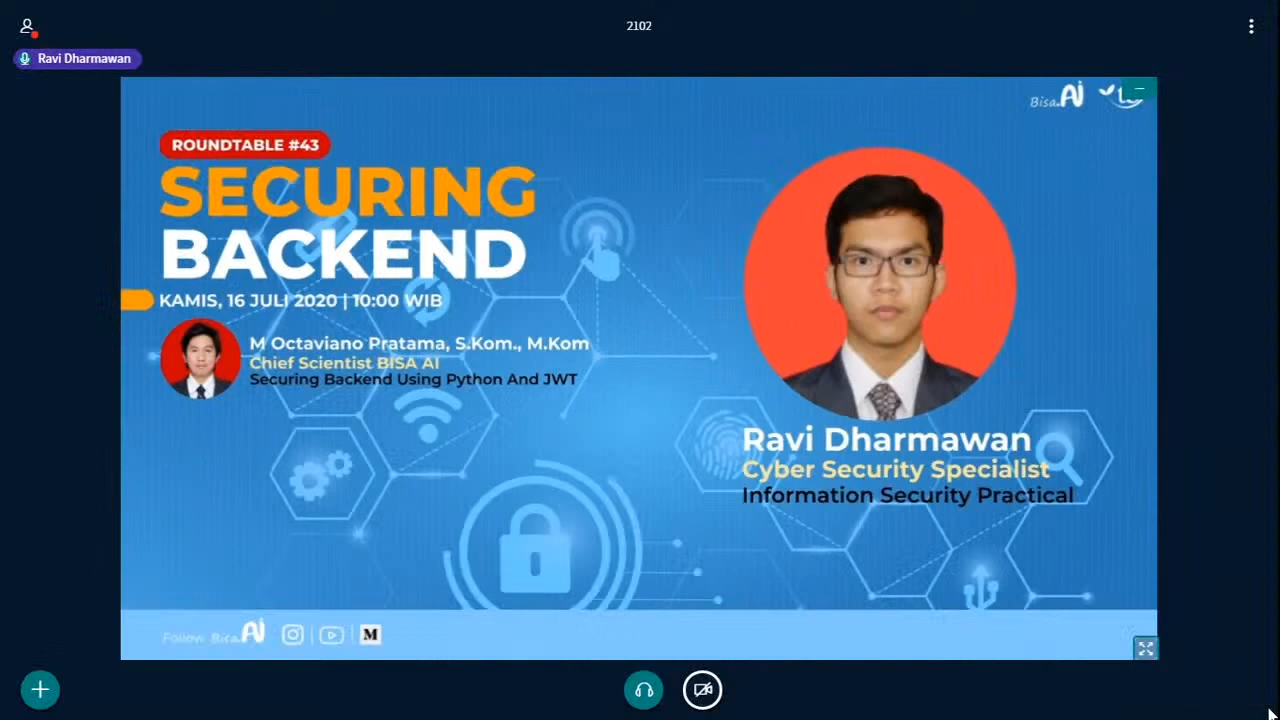 2102
Ravi Dharmawan
Bisa.AI
ROUNDTABLE #43
SECURING
BACKEND
KAMIS, 16 JULI 2020 | 10:00 WIB
M Octaviano Pratama, S.Kom., M.Kom
Chief Scientist BISA AI
Securing Backend Using Python And JWT
Ravi Dharmawan
Cyber Security Specialist
Information Security Practical
Follow Bisa.AI
M